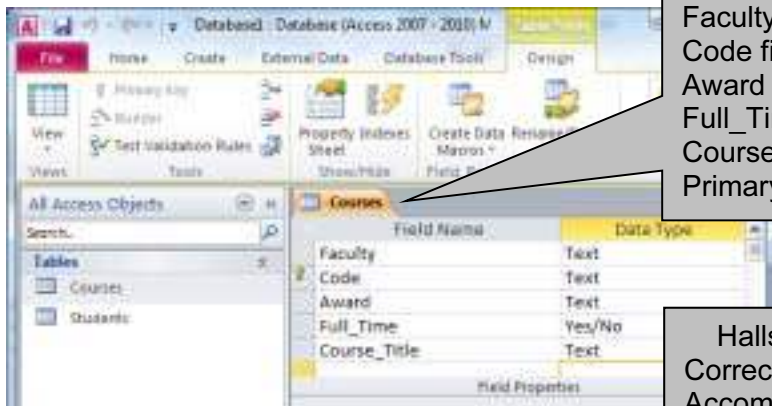 Database1 : Database (Access 2007 - 2010) M
File Home Create External Data Database Tools Design
Primary Key
Builder
Test Validation Rules
View
Property Sheet
Indexes
Create Data Macros
Views
Tools
Show/Hide
All Access Objects
Search..
Tables
Courses
Students
Courses
Field Name Data Type
Faculty Text
Code Text
Award Text
Full_Time Yes/No
Course_Title Text
Field Properties
Faculty
Code fi
Award
Full_Ti
Course
Primary
Halls
Correc
Accom